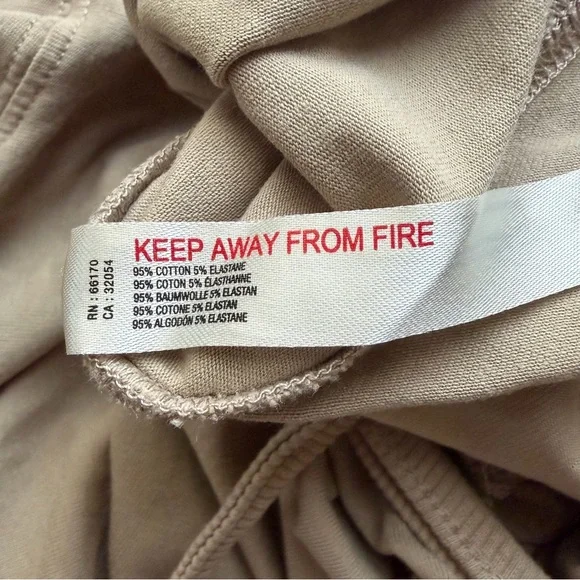 RN : 66170
CA : 32054
KEEP AWAY FROM FIRE
95% COTTON 5% ELASTANE
95% COTON 5% ÉLASTHANNE
95% BAUMWOLLE 5% ELASTAN
95% COTONE 5% ELASTAN
95% ALGODÓN 5% ELASTANE